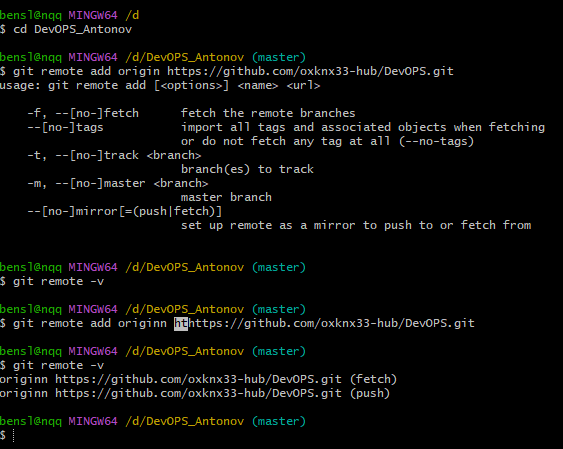 bensl@nqq MINGW64 /d
$ cd DevOPS_Antonov
bensl@nqq MINGW64 /d/DevOPS_Antonov (master)
$ git remote add origin https://github.com/oxknx33-hub/DevOPS.git
usage: git remote add [<options>] <name> <url>
-f, --[no-]fetch fetch the remote branches
--[no-]tags import all tags and associated objects when fetching
or do not fetch any tag at all (--no-tags)
-t, --[no-]track <branch>
branch(es) to track
-m, --[no-]master <branch>
master branch
--[no-]mirror[=(push|fetch)]
set up remote as a mirror to push to or fetch from
bensl@nqq MINGW64 /d/DevOPS_Antonov (master)
$ git remote -v
bensl@nqq MINGW64 /d/DevOPS_Antonov (master)
$ git remote add originn hthttps://github.com/oxknx33-hub/DevOPS.git
bensl@nqq MINGW64 /d/DevOPS_Antonov (master)
$ git remote -v
originn https://github.com/oxknx33-hub/DevOPS.git (fetch)
originn https://github.com/oxknx33-hub/DevOPS.git (push)
bensl@nqq MINGW64 /d/DevOPS_Antonov (master)
$